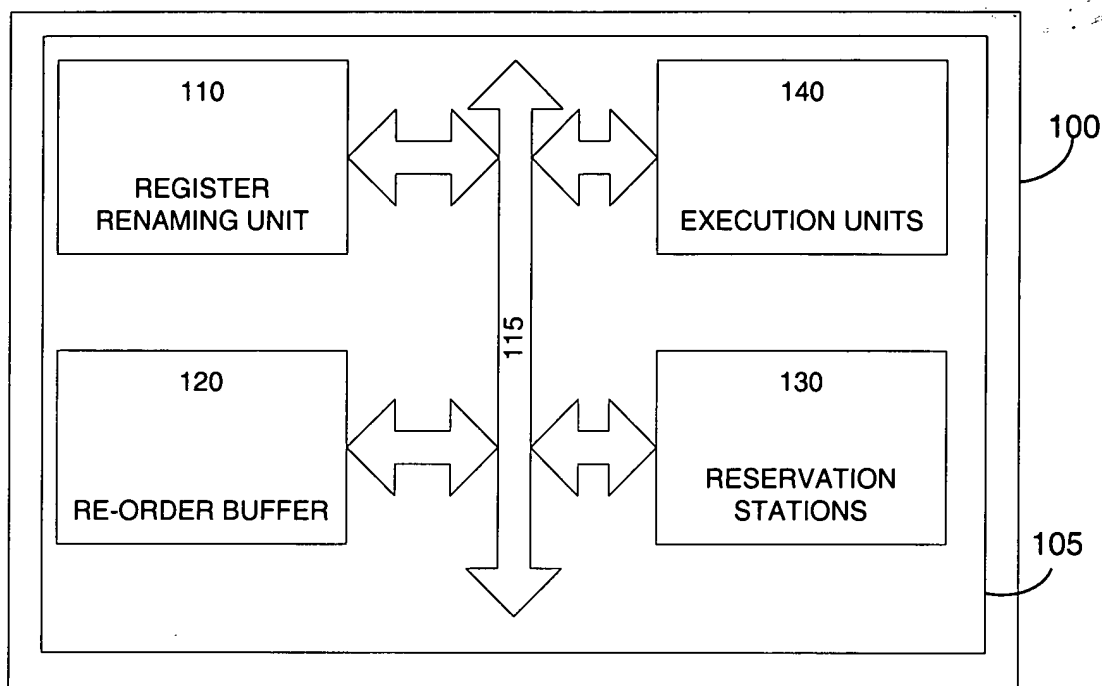 110
REGISTER
RENAMING UNIT
140
EXECUTION UNITS
100
115
120
RE-ORDER BUFFER
130
RESERVATION
STATIONS
105